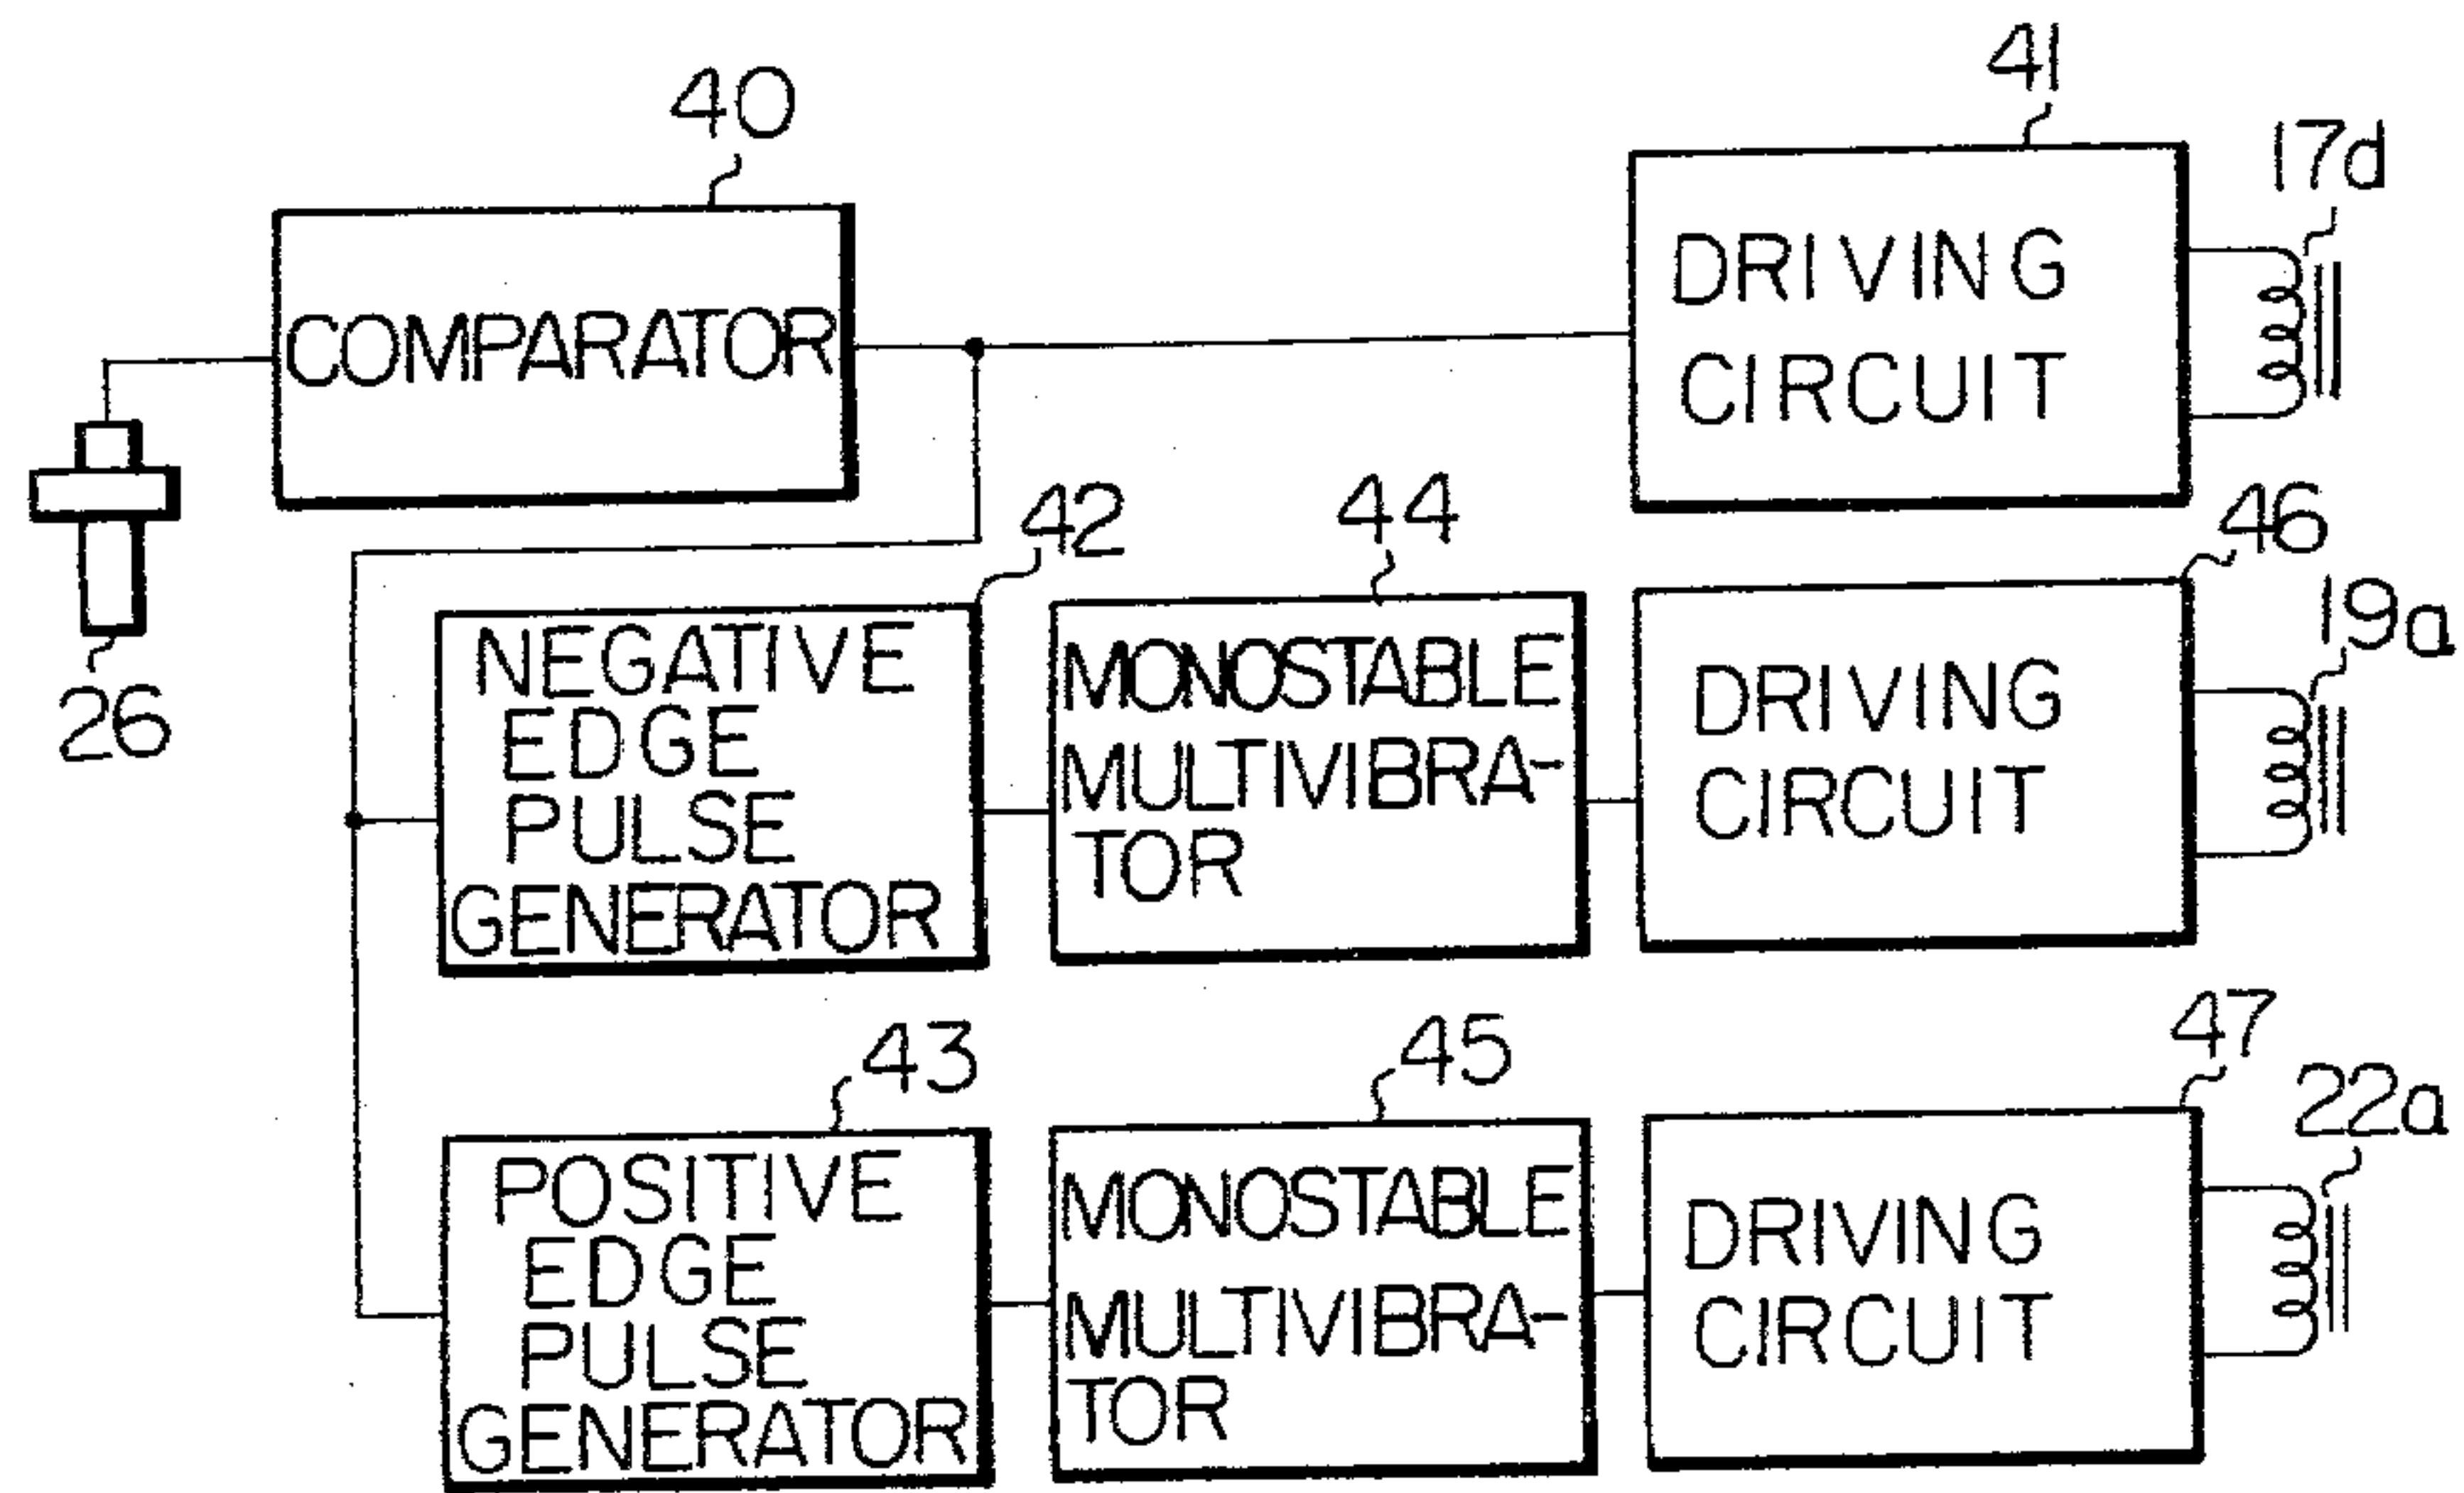 40
41
17d
COMPARATOR
DRIVING
CIRCUIT
26
42
44
46
19a
NEGATIVE
EDGE
PULSE
GENERATOR
MONOSTABLE
MULTIVIBRA-
TOR
DRIVING
CIRCUIT
43
45
47
22a
POSITIVE
EDGE
PULSE
GENERATOR
MONOSTABLE
MULTIVIBRA-
TOR
DRIVING
CIRCUIT